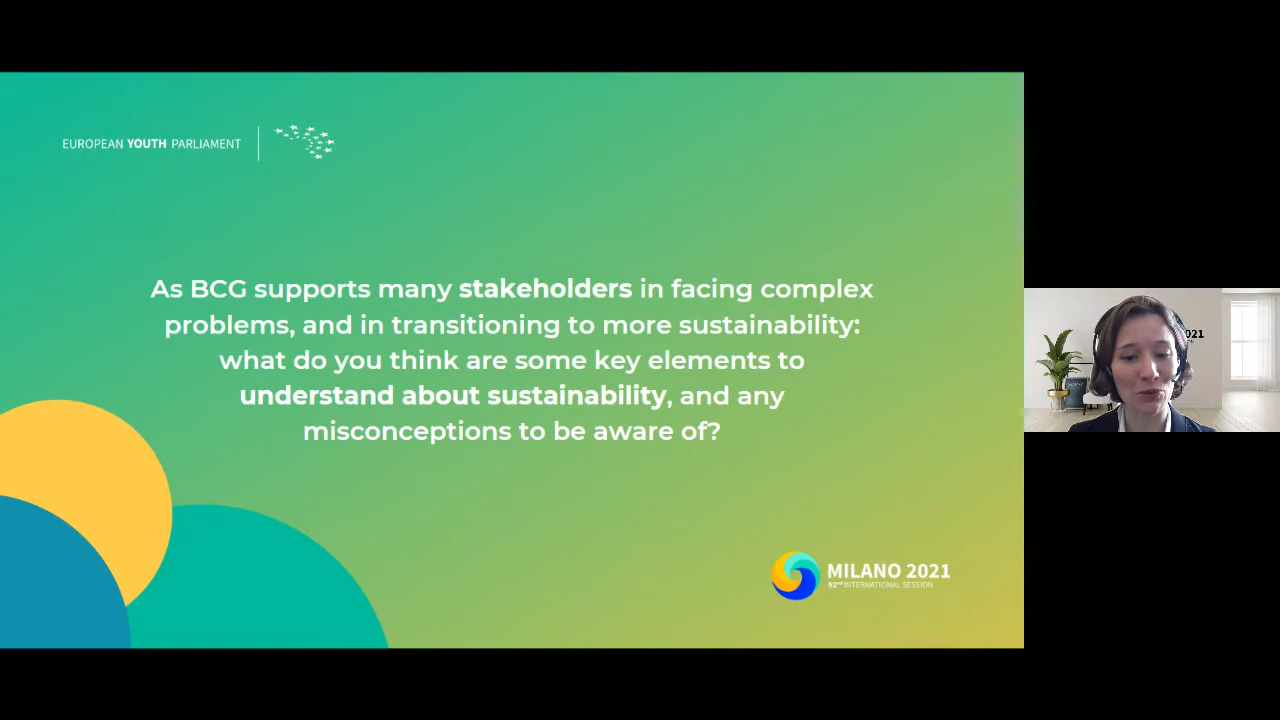 EUROPEAN YOUTH PARLIAMENT
As BCG supports many stakeholders in facing complex
problems, and in transitioning to more sustainability:
what do you think are some key elements to
understand about sustainability, and any
misconceptions to be aware of?
MILANO 2021
92nd INTERNATIONAL SESSION
021